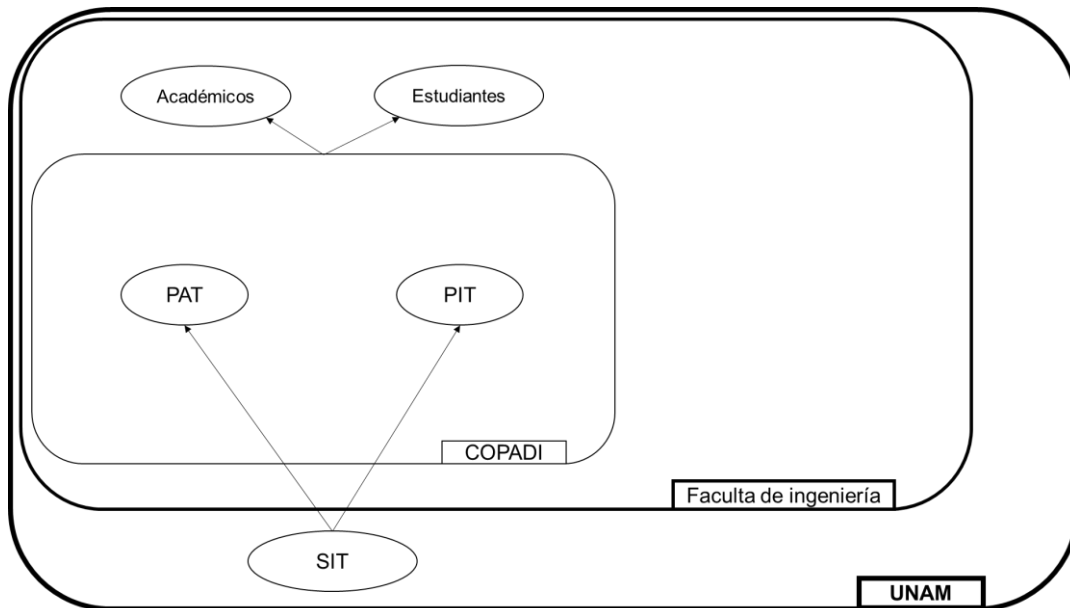 Académicos
Estudiantes
PAT
PIT
COPADI
Faculta de ingeniería
SIT
UNAM